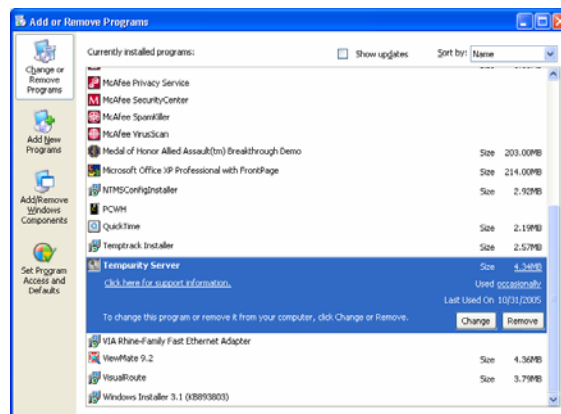 Add or Remove Programs
Change or
Remove
Programs
Currently installed programs:
Show updates
Sort by: Name
Size
McAfee Privacy Service
McAfee SecurityCenter
McAfee SpamKiller
McAfee VirusScan
Medal of Honor Allied Assault(tm) Breakthrough Demo Size 203.00MB
Microsoft Office XP Professional with FrontPage Size 214.00MB
NTMSConfigInstaller Size 2.92MB
PCWH
QuickTime Size 2.19MB
Temptrack Installer Size 2.57MB
Tempurity Server Size 4.34MB
Click here for support information. Used occasionally
Last Used On 10/31/2005
To change this program or remove it from your computer, click Change or Remove. Change Remove
VIA Rhine-Family Fast Ethernet Adapter
ViewMate 9.2 Size 4.36MB
VisualRoute Size 3.79MB
Windows Installer 3.1 (KB893803)
Add New
Programs
Add/Remove
Windows
Components
Set Program
Access and
Defaults